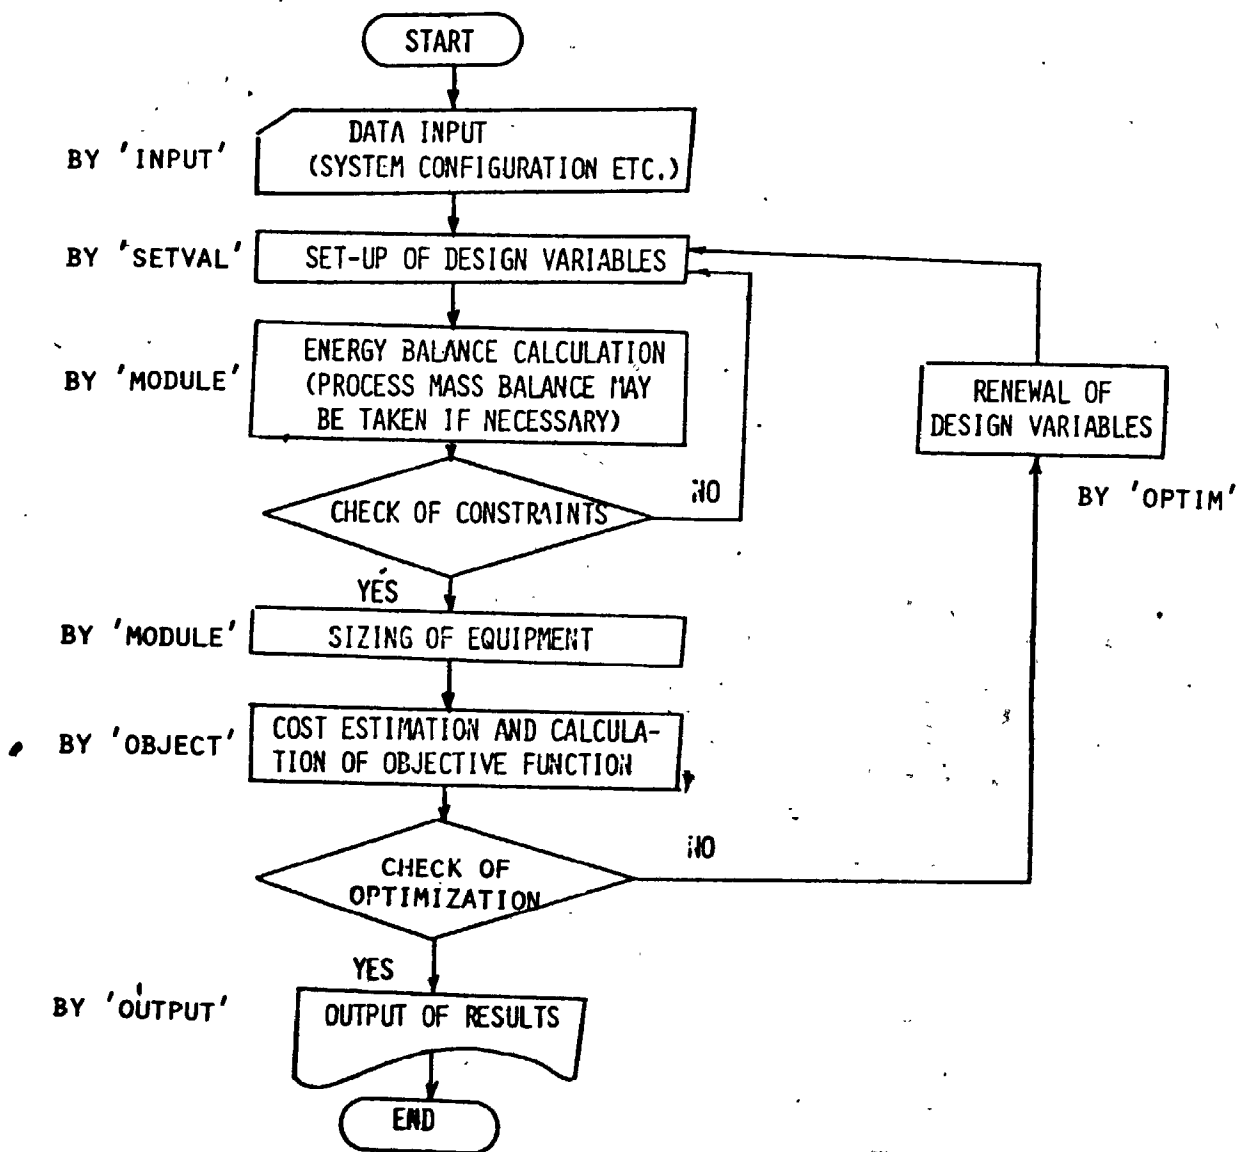 START
BY 'INPUT'
DATA INPUT
(SYSTEM CONFIGURATION ETC.)
BY 'SETVAL'
SET-UP OF DESIGN VARIABLES
BY 'MODULE'
ENERGY BALANCE CALCULATION
(PROCESS MASS BALANCE MAY
BE TAKEN IF NECESSARY)
RENEWAL OF
DESIGN VARIABLES
BY 'OPTIM'
NO
CHECK OF CONSTRAINTS
YES
BY 'MODULE'
SIZING OF EQUIPMENT
BY 'OBJECT'
COST ESTIMATION AND CALCULA-
TION OF OBJECTIVE FUNCTION
NO
CHECK OF
OPTIMIZATION
YES
BY 'OUTPUT'
OUTPUT OF RESULTS
END